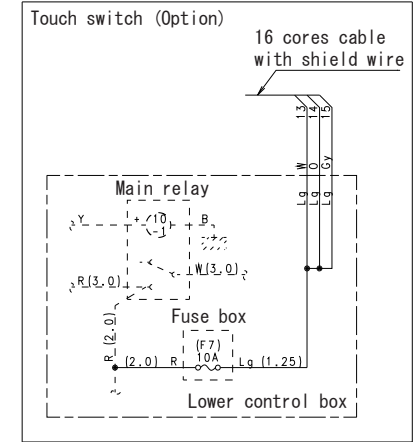 Touch switch (Option)
16 cores cable
with shield wire
13 14 15
W O Gy
Lg Lg Lg
Main relay
Y + 10 B
-1
W(3.0)
R(3.0)
R (2.0)
Fuse box
(F7)
(2.0) R 10A Lg (1.25)
Lower control box